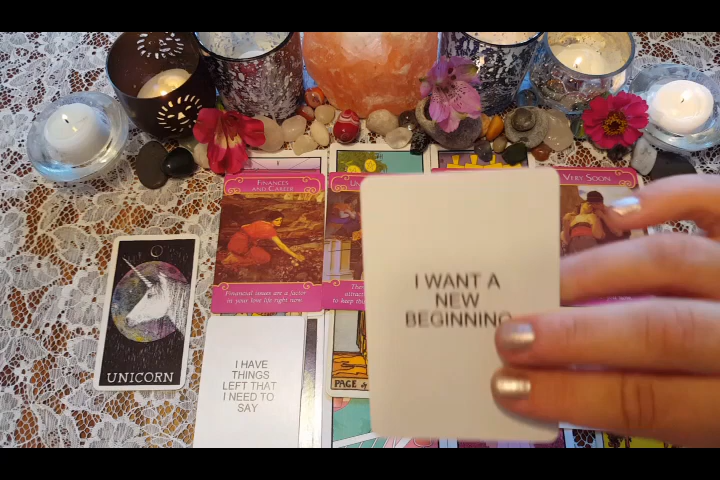 FINANCES
AND CAREER
VERY SOON
Financial issues are a factor
in your love life right now.
I WANT A
NEW
BEGINNING
I HAVE
THINGS
LEFT THAT
I NEED TO
SAY
UNICORN
PAGE